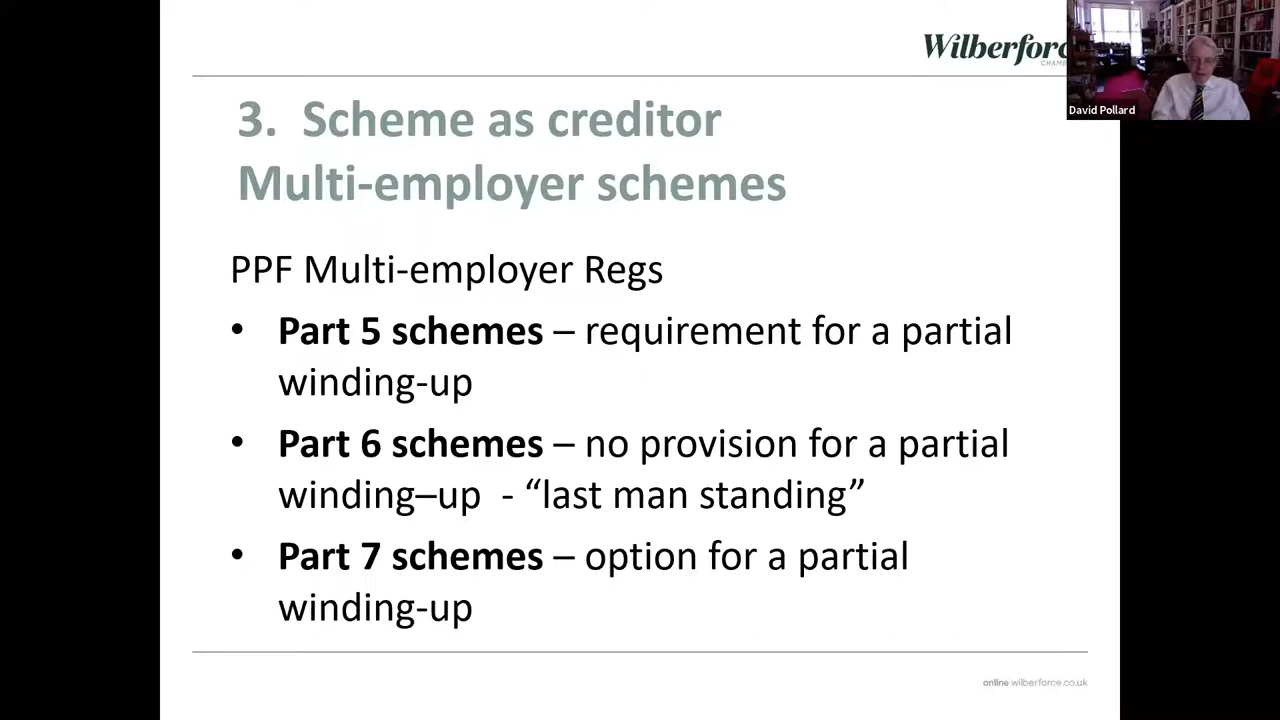 Wilberforc
CHAM
David Pollard
3. Scheme as creditor
Multi-employer schemes
PPF Multi-employer Regs
• Part 5 schemes – requirement for a partial
winding-up
• Part 6 schemes – no provision for a partial
winding–up - “last man standing”
• Part 7 schemes – option for a partial
winding-up
online wilberforce.co.uk